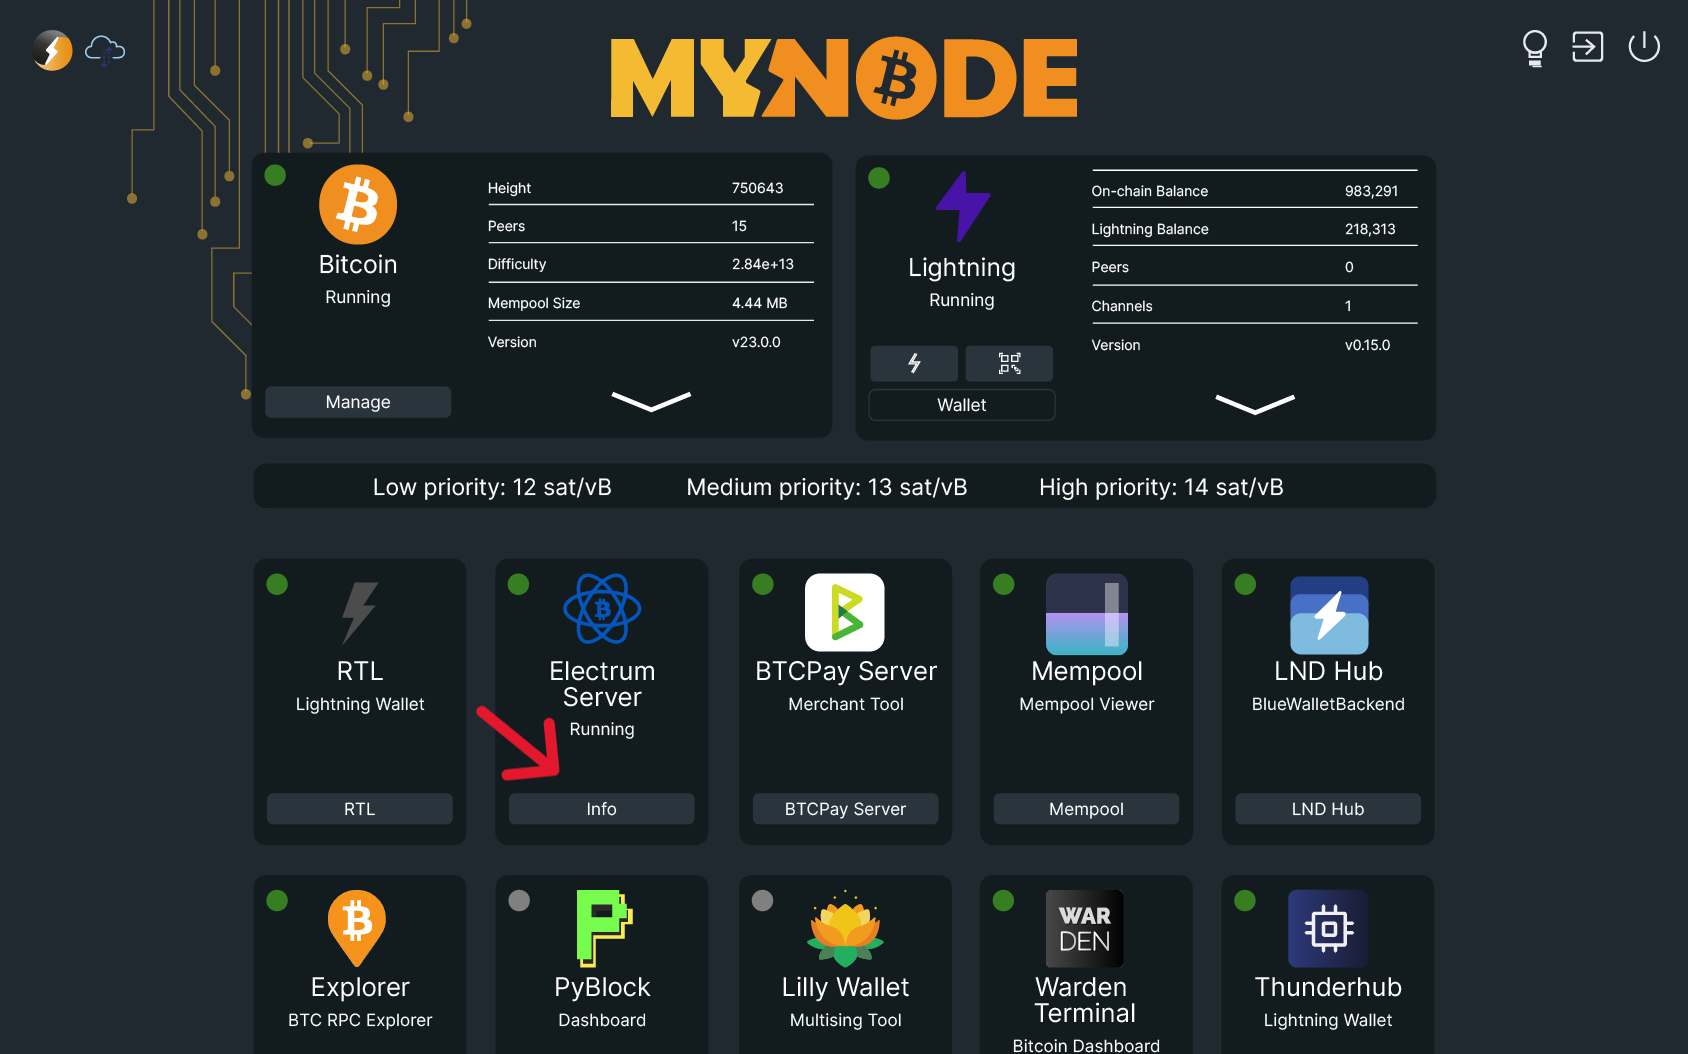 MYNODE
Bitcoin
Running
Manage
Height 750643
Peers 15
Difficulty 2.84e+13
Mempool Size 4.44 MB
Version v23.0.0
Lightning
Running
Wallet
On-chain Balance 983,291
Lightning Balance 218,313
Peers 0
Channels 1
Version v0.15.0
Low priority: 12 sat/vB Medium priority: 13 sat/vB High priority: 14 sat/vB
RTL
Lightning Wallet
RTL
Electrum
Server
Running
Info
BTCPay Server
Merchant Tool
BTCPay Server
Mempool
Mempool Viewer
Mempool
LND Hub
BlueWalletBackend
LND Hub
Explorer
BTC RPC Explorer
PyBlock
Dashboard
Lilly Wallet
Multising Tool
WAR
DEN
Warden
Terminal
Bitcoin Dashboard
Thunderhub
Lightning Wallet